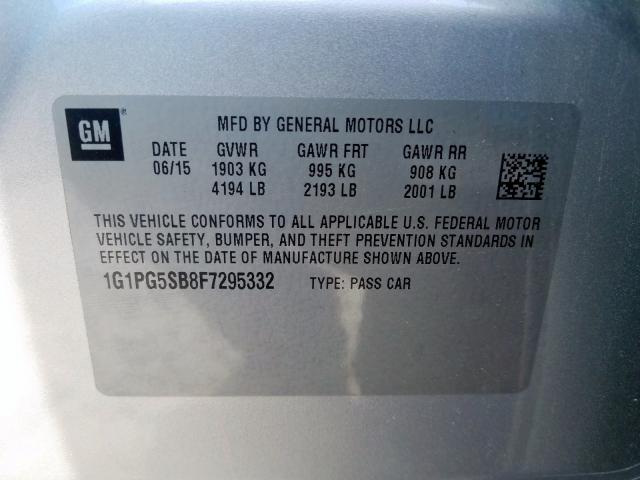 GM
MFD BY GENERAL MOTORS LLC
DATE GVWR GAWR FRT GAWR RR
06/15 1903 KG 995 KG 908 KG
4194 LB 2193 LB 2001 LB
THIS VEHICLE CONFORMS TO ALL APPLICABLE U.S. FEDERAL MOTOR
VEHICLE SAFETY, BUMPER, AND THEFT PREVENTION STANDARDS IN
EFFECT ON THE DATE OF MANUFACTURE SHOWN ABOVE.
1G1PG5SB8F7295332 TYPE: PASS CAR